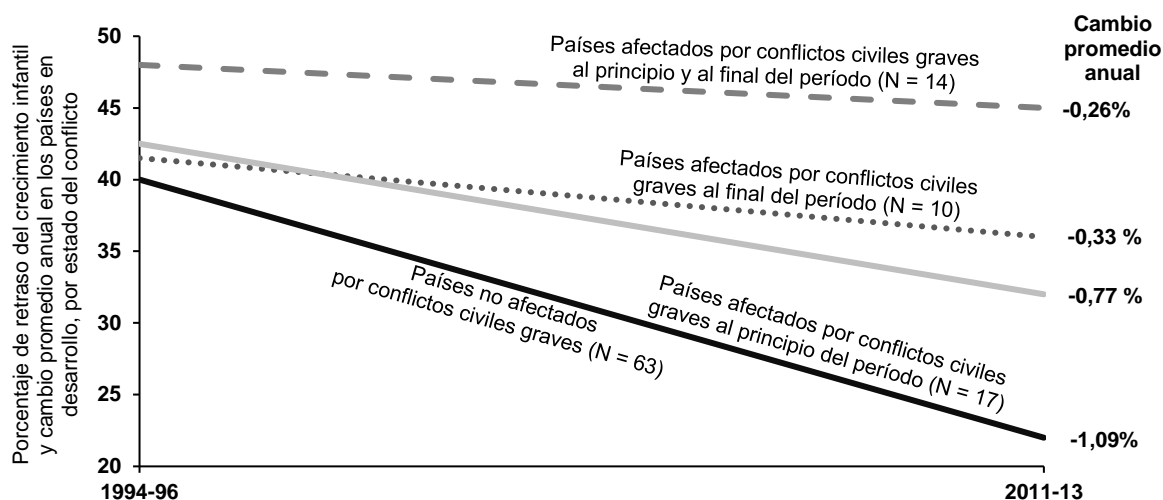 Porcentaje de retraso del crecimiento infantil
y cambio promedio anual en los países en
desarrollo, por estado del conflicto
50
45
40
35
30
25
20
1994-96
2011-13
Países afectados por conflictos civiles graves
al principio y al final del período (N = 14)
Países afectados por conflictos civiles
graves al final del período (N = 10)
Países no afectados
por conflictos civiles graves (N = 63)
Países afectados por conflictos civiles
graves al principio del período (N = 17)
Cambio
promedio
anual
-0,26%
-0,33 %
-0,77 %
-1,09%